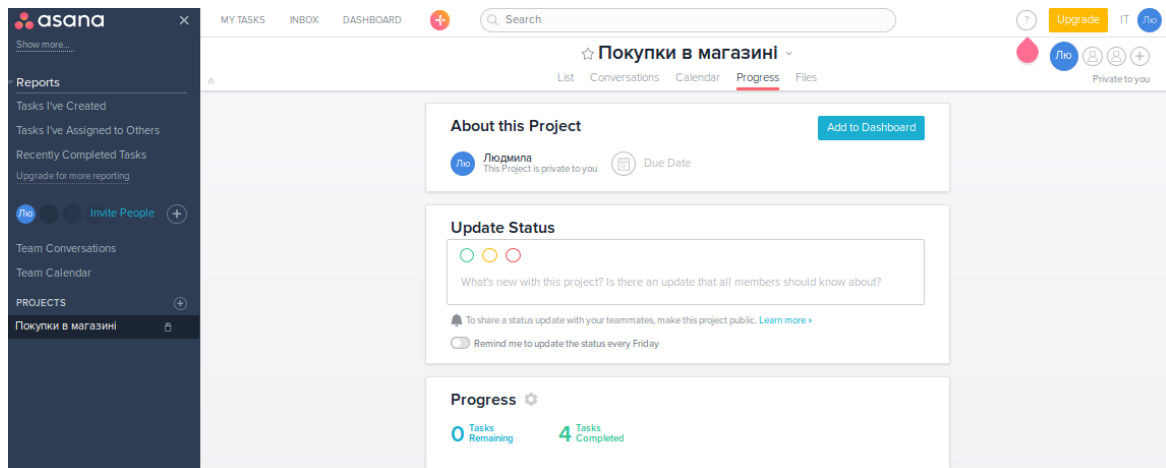 asana
Show more...
Reports
Tasks I've Created
Tasks I've Assigned to Others
Recently Completed Tasks
Upgrade for more reporting
Лю Invite People
Team Conversations
Team Calendar
PROJECTS
Покупки в магазині
MY TASKS INBOX DASHBOARD Search ? Upgrade IT Лю
Покупки в магазині
Лю
List Conversations Calendar Progress Files
Private to you
About this Project
Add to Dashboard
Лю Людмила
This Project is private to you
Due Date
Update Status
What's new with this project? Is there an update that all members should know about?
To share a status update with your teammates, make this project public. Learn more »
Remind me to update the status every Friday
Progress
0 Tasks Remaining
4 Tasks Completed